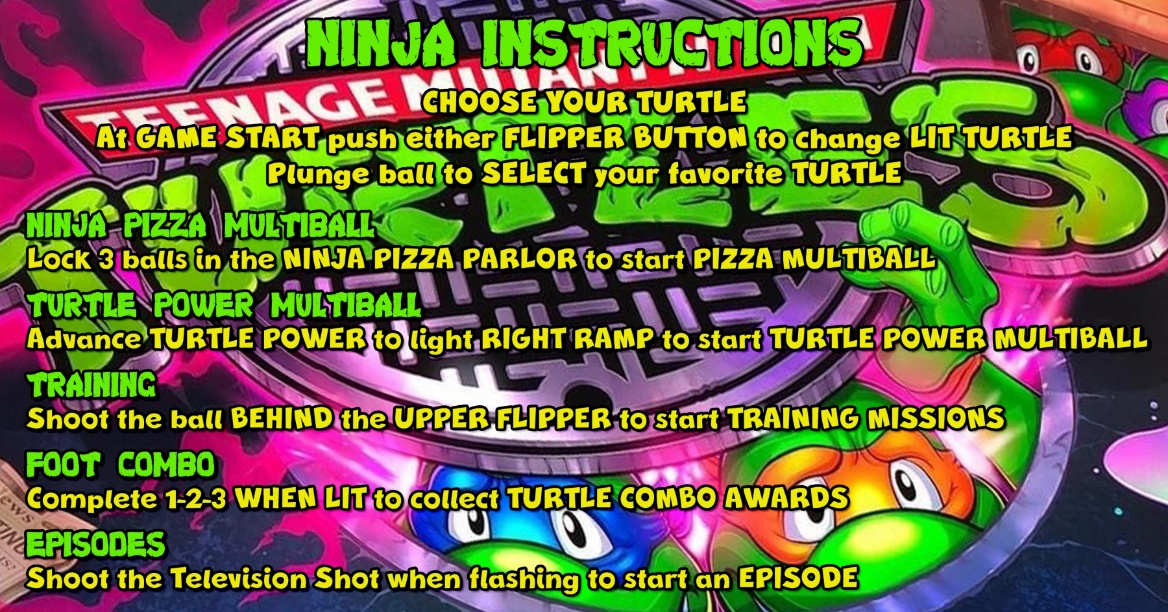 NINJA INSTRUCTIONS
TEENAGE MUTANT
TURTLES
CHOOSE YOUR TURTLE
At GAME START push either FLIPPER BUTTON to change LIT TURTLE
Plunge ball to SELECT your favorite TURTLE
NINJA PIZZA MULTIBALL
Lock 3 balls in the NINJA PIZZA PARLOR to start PIZZA MULTIBALL
TURTLE POWER MULTIBALL
Advance TURTLE POWER to light RIGHT RAMP to start TURTLE POWER MULTIBALL
TRAINING
Shoot the ball BEHIND the UPPER FLIPPER to start TRAINING MISSIONS
FOOT COMBO
Complete 1-2-3 WHEN LIT to collect TURTLE COMBO AWARDS
EPISODES
Shoot the Television Shot when flashing to start an EPISODE